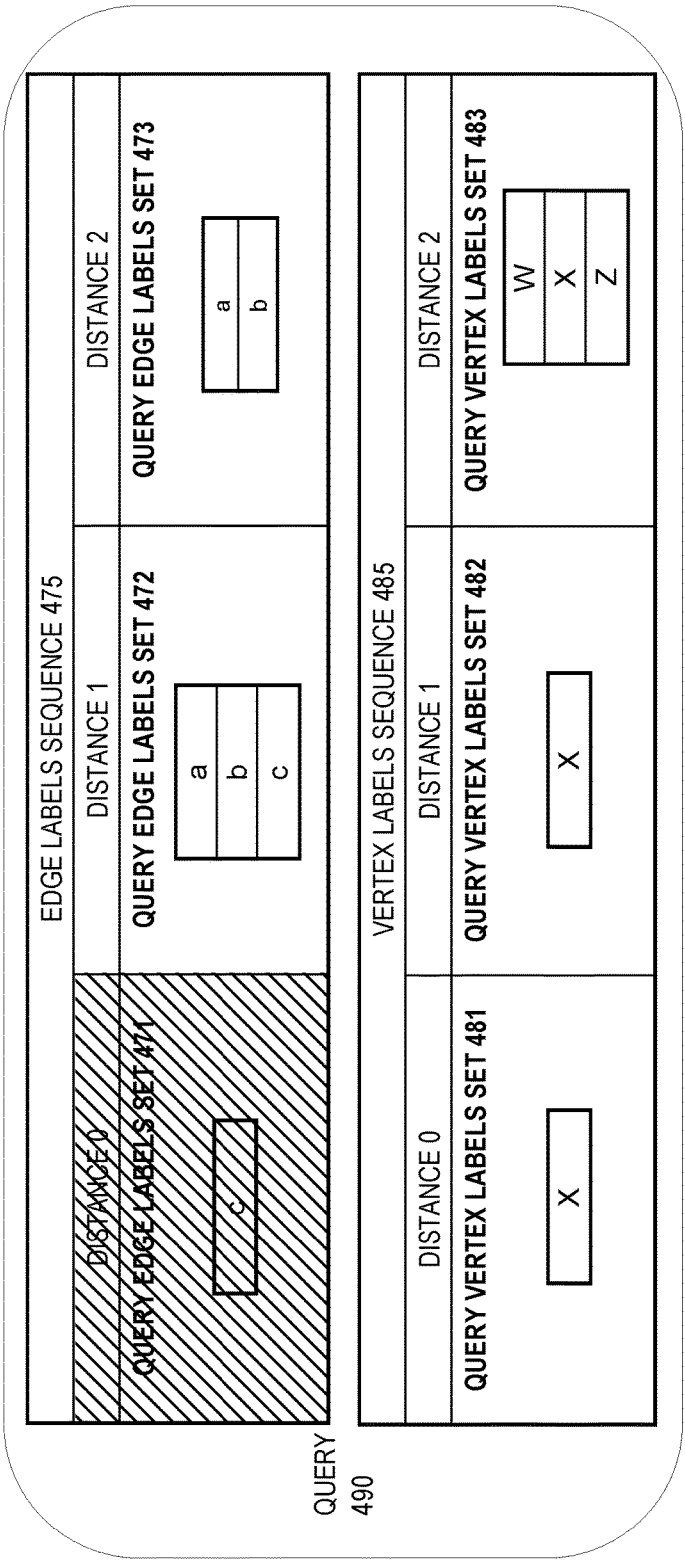 QUERY
490
EDGE LABELS SEQUENCE 475
DISTANCE 0
DISTANCE 1
DISTANCE 2
QUERY EDGE LABELS SET 471
QUERY EDGE LABELS SET 472
QUERY EDGE LABELS SET 473
c
a
b
c
a
b
VERTEX LABELS SEQUENCE 485
DISTANCE 0
DISTANCE 1
DISTANCE 2
QUERY VERTEX LABELS SET 481
QUERY VERTEX LABELS SET 482
QUERY VERTEX LABELS SET 483
X
X
W
X
Z